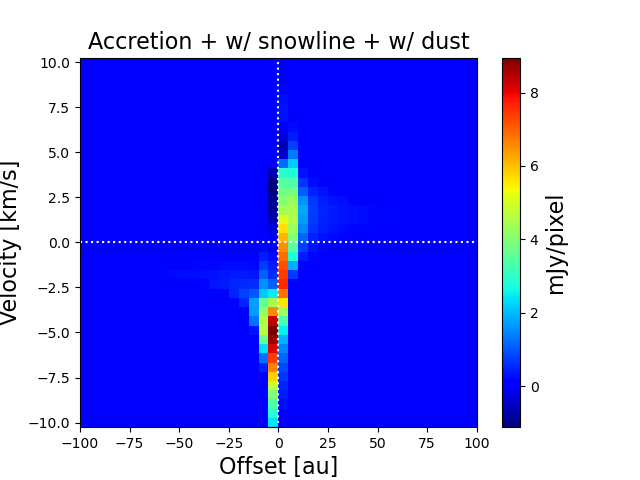 Accretion + w/ snowline + w/ dust
10.0
7.5
5.0
2.5
0.0
−2.5
−5.0
−7.5
−10.0
Velocity [km/s]
−100 −75 −50 −25 0 25 50 75 100
Offset [au]
8
6
4
2
0
mJy/pixel